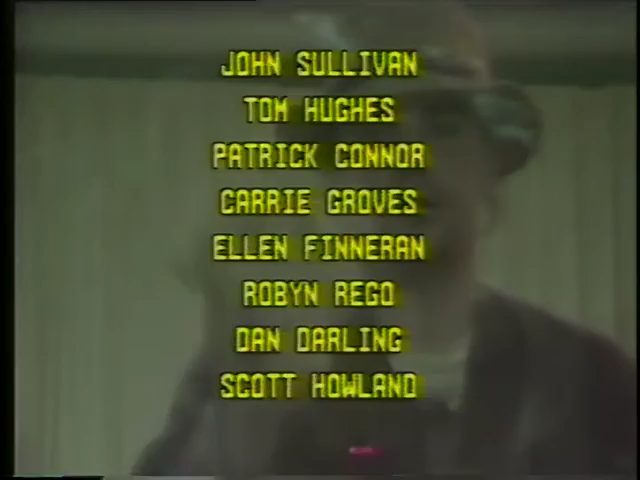 JOHN SULLIVAN
TOM HUGHES
PATRICK CONNOR
CARRIE GROVES
ELLEN FINNERAN
ROBYN REGO
DAN DARLING
SCOTT HOWLAND